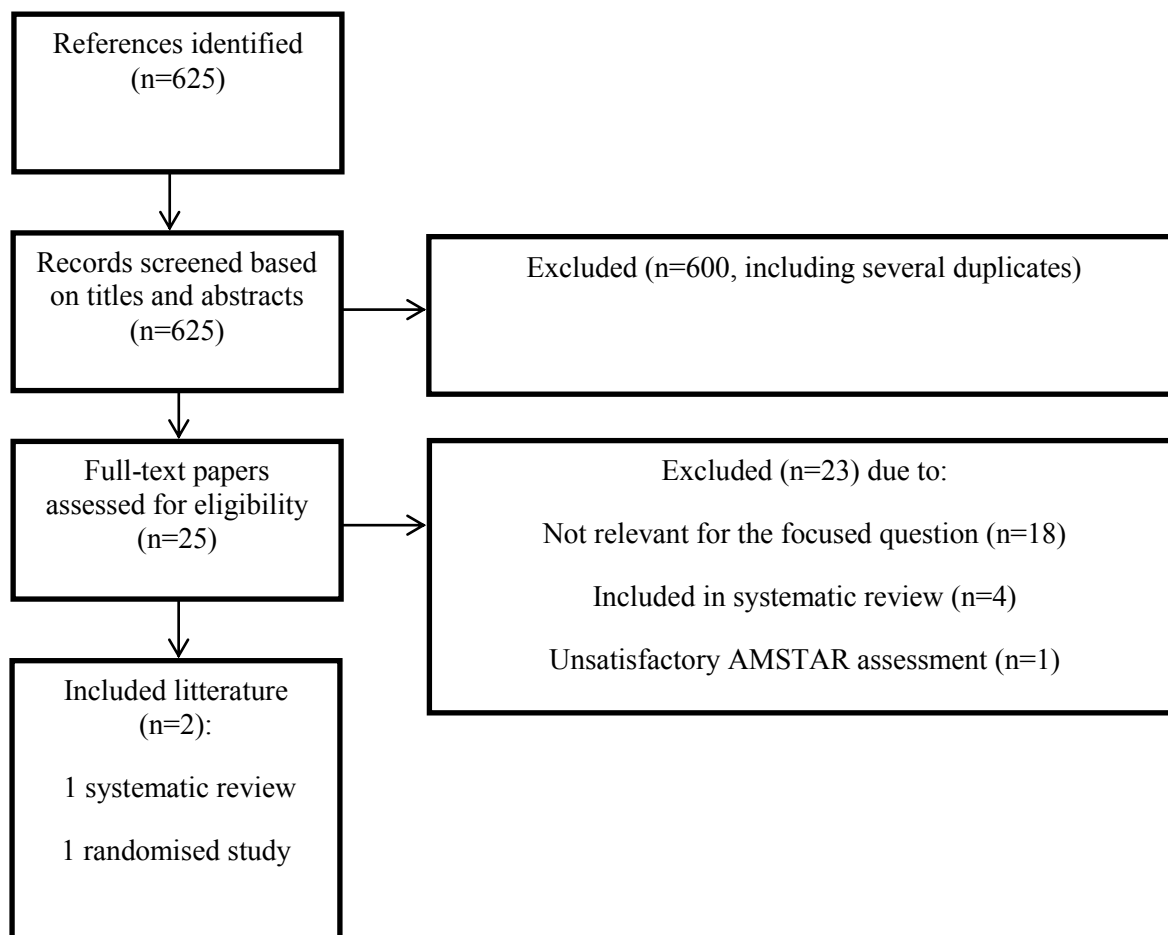 References identified
(n=625)
Records screened based
on titles and abstracts
(n=625)
Excluded (n=600, including several duplicates)
Full-text papers
assessed for eligibility
(n=25)
Excluded (n=23) due to:
Not relevant for the focused question (n=18)
Included in systematic review (n=4)
Unsatisfactory AMSTAR assessment (n=1)
Included litterature
(n=2):
1 systematic review
1 randomised study